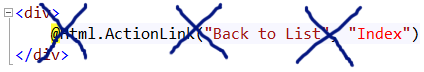 <div>
@Html.ActionLink("Back to List", "Index")
</div>